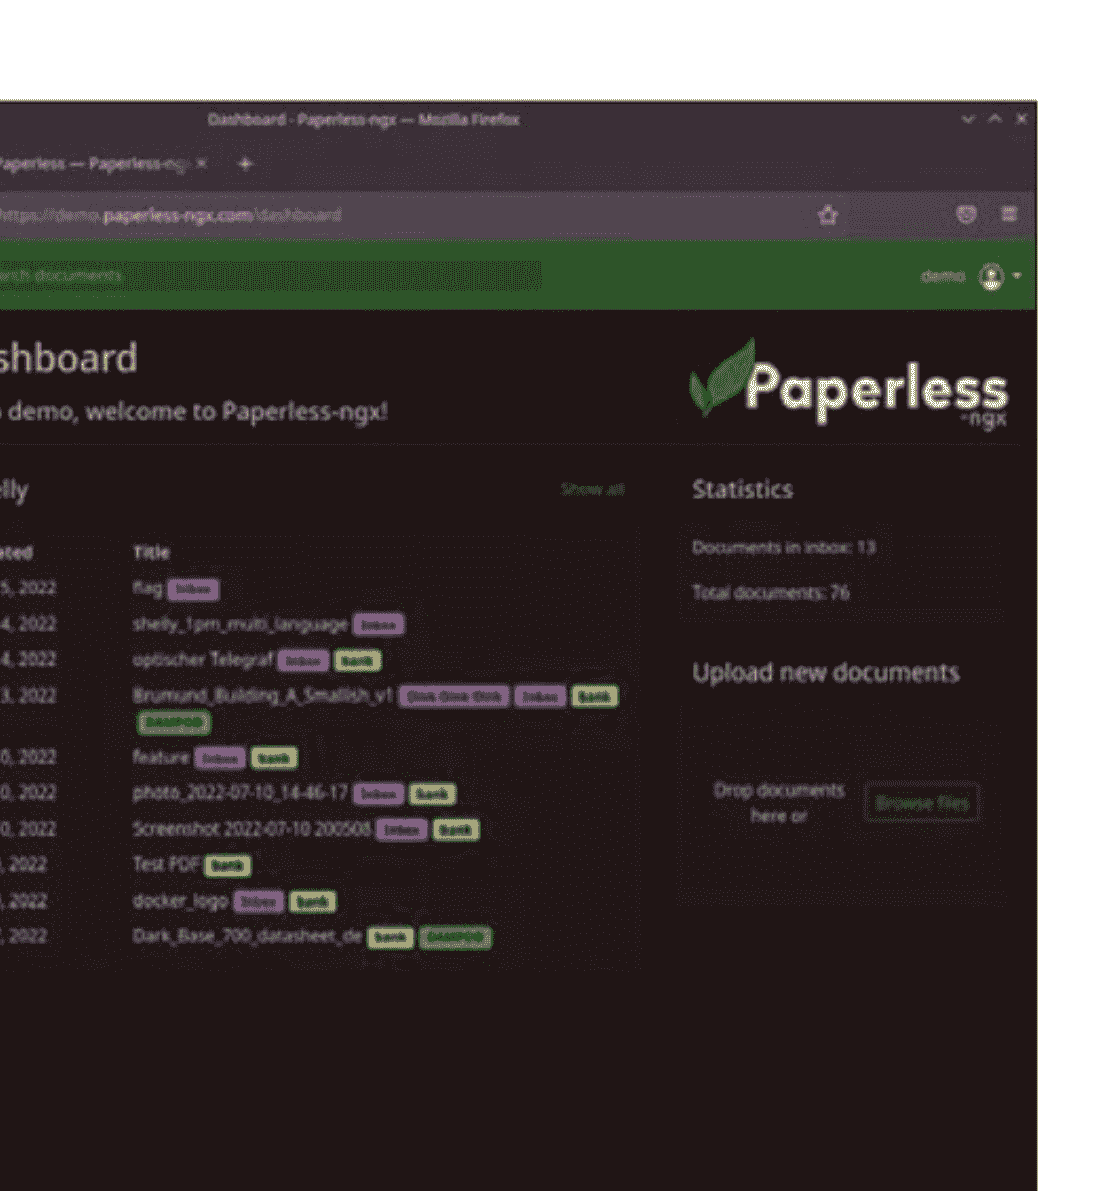 Dashboard - Paperless-ngx — Mozilla Firefox
Paperless — Paperless-ng
https://demo.paperless-ngx.com/dashboard
arch documents
demo
shboard
Paperless
-ngx
demo, welcome to Paperless-ngx!
elly
Show all
Statistics
ated Title
Documents in inbox: 13
5, 2022 flag Inbox
Total documents: 76
4, 2022 shelly_1pm_multi_language Inbox
4, 2022 optischer Telegraf Inbox bank
Upload new documents
3, 2022 Brumund_Building_A_Smallish_v1 Inbox bank
0, 2022 feature Inbox bank
0, 2022 photo_2022-07-10_14-46-17 Inbox bank
Drop documents
here or
Browse files
0, 2022 Screenshot 2022-07-10 200508 Inbox bank
, 2022 Test PDF bank
, 2022 docker_logo Inbox bank
, 2022 Dark_Base_700_datasheet_de bank